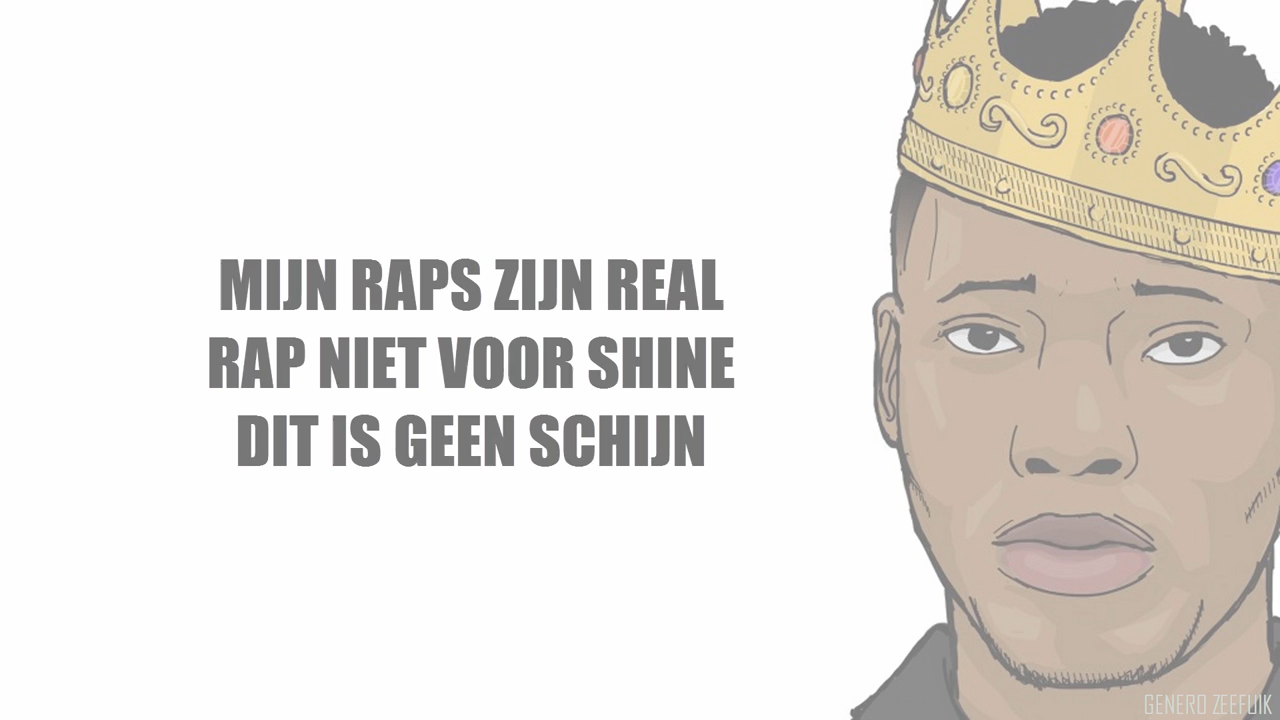 MIJN RAPS ZIJN REAL
RAP NIET VOOR SHINE
DIT IS GEEN SCHIJN
GENERO ZEEFUIK